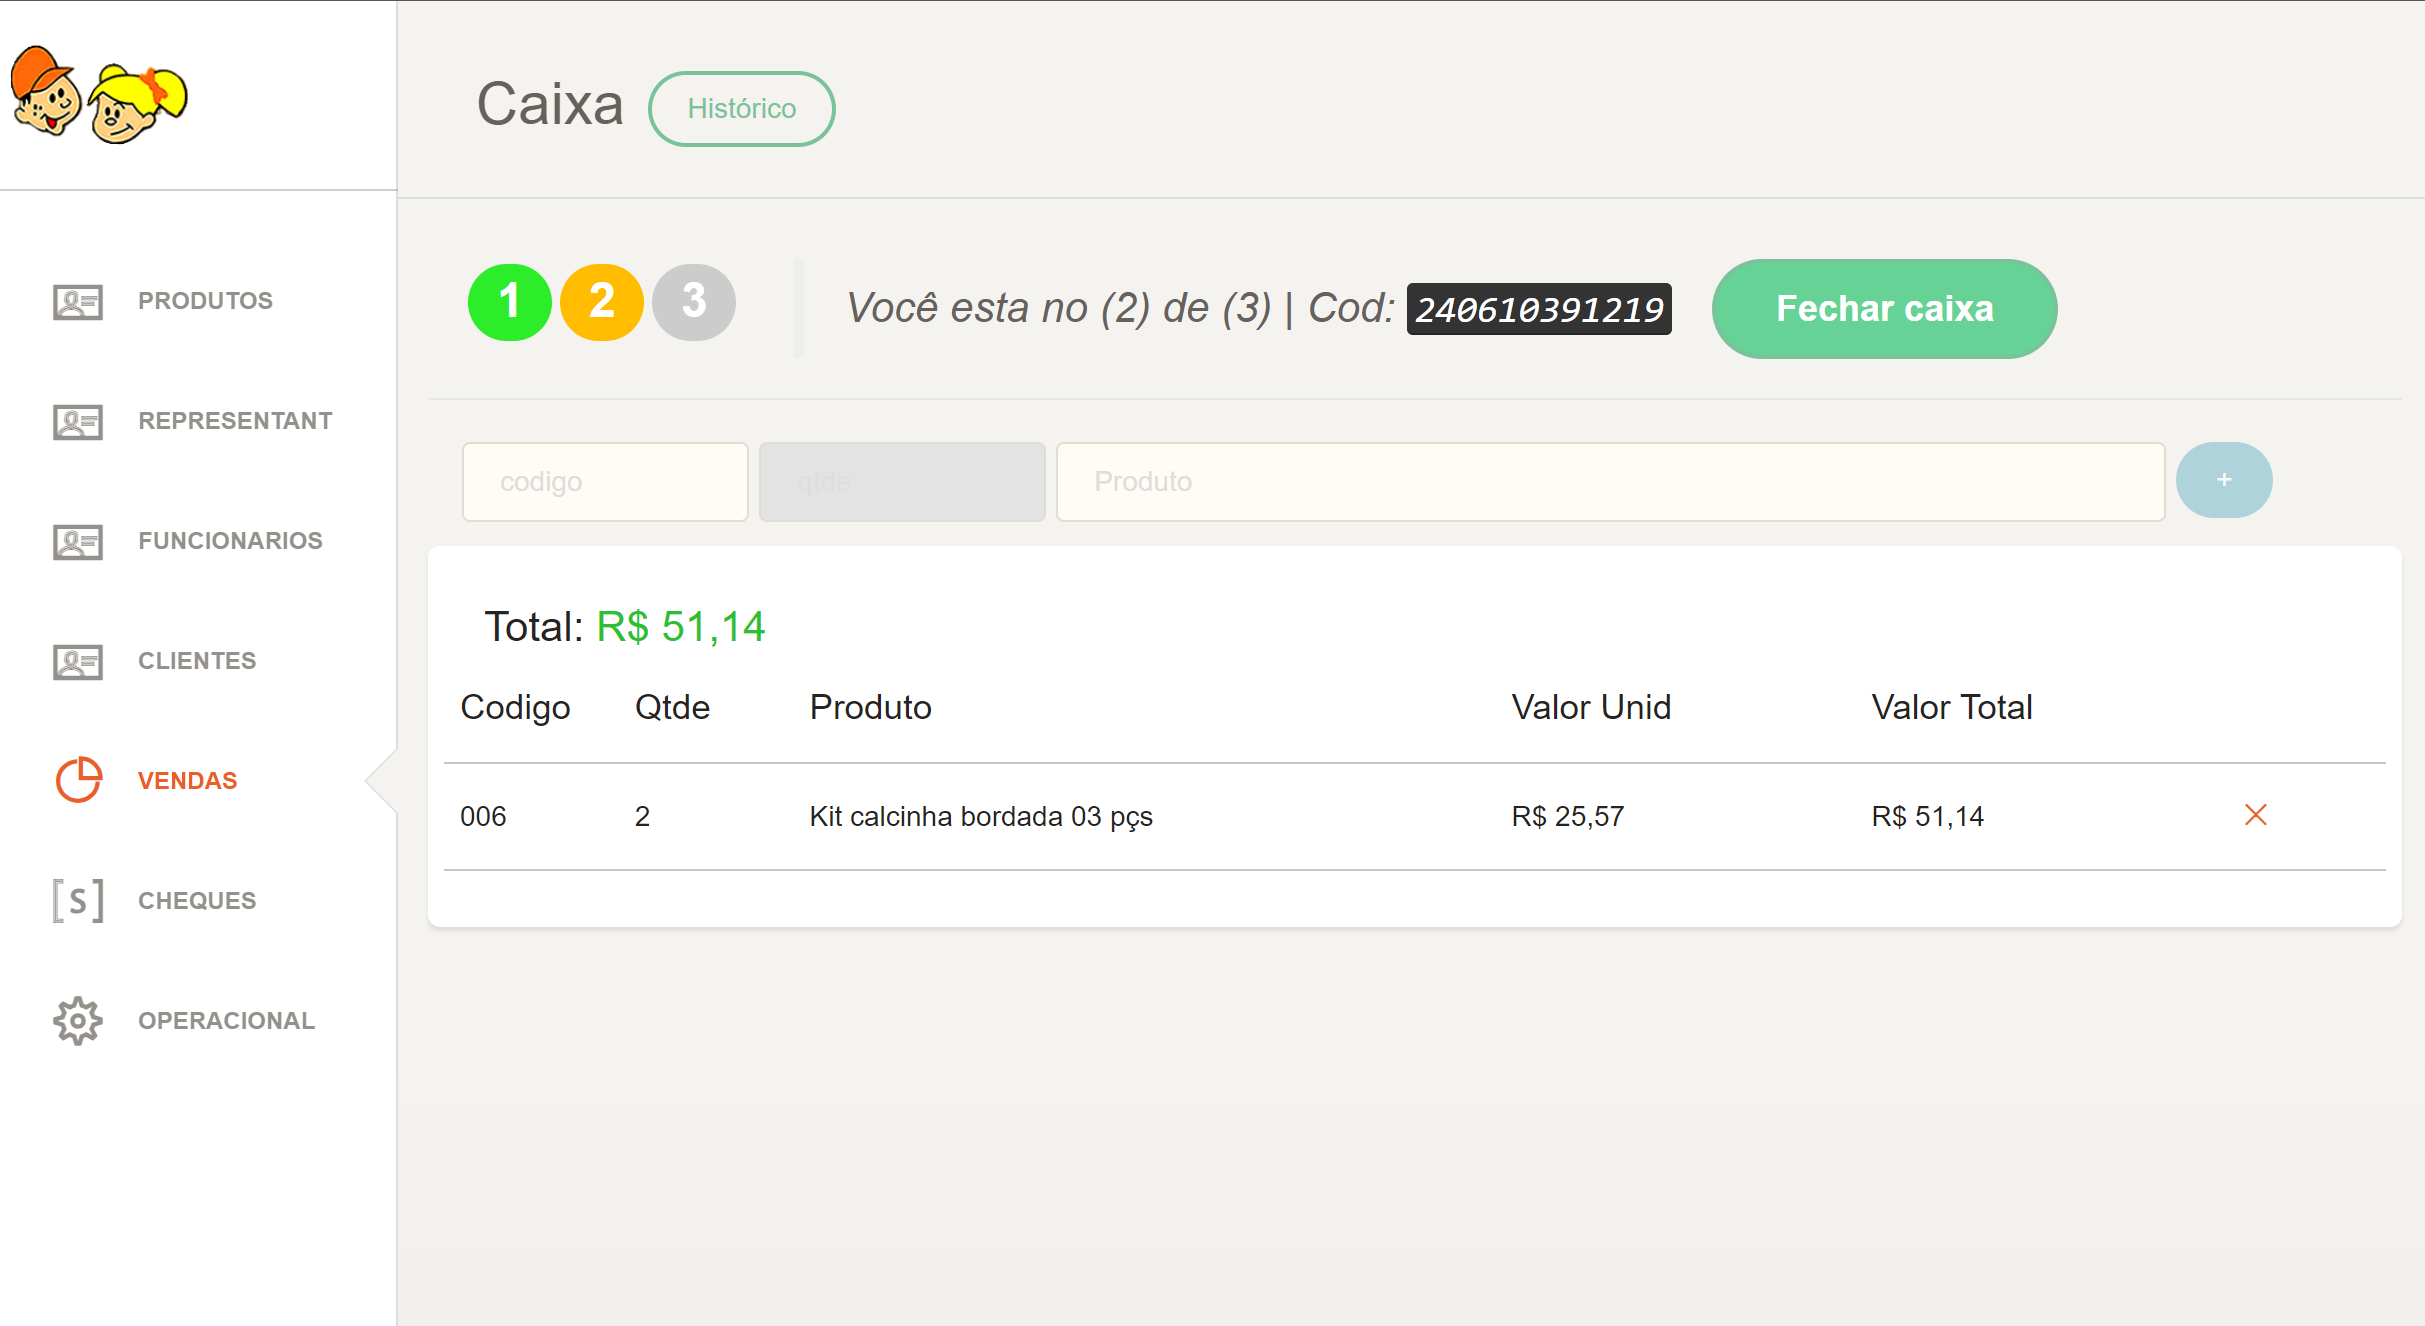 Caixa Histórico
PRODUTOS
REPRESENTANT
FUNCIONARIOS
CLIENTES
VENDAS
CHEQUES
OPERACIONAL
1 2 3 Você esta no (2) de (3) | Cod: 240610391219 Fechar caixa
codigo qtde Produto +
Total: R$ 51,14
Codigo Qtde Produto Valor Unid Valor Total
006 2 Kit calcinha bordada 03 pçs R$ 25,57 R$ 51,14